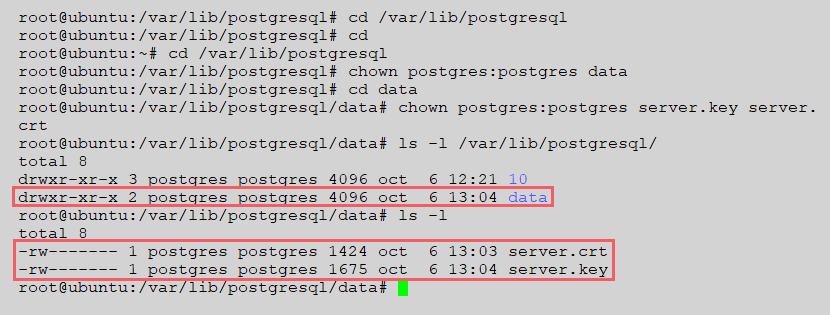 root@ubuntu:/var/lib/postgresql# cd /var/lib/postgresql
root@ubuntu:/var/lib/postgresql# cd
root@ubuntu:~# cd /var/lib/postgresql
root@ubuntu:/var/lib/postgresql# chown postgres:postgres data
root@ubuntu:/var/lib/postgresql# cd data
root@ubuntu:/var/lib/postgresql/data# chown postgres:postgres server.key server.
crt
root@ubuntu:/var/lib/postgresql/data# ls -l /var/lib/postgresql/
total 8
drwxr-xr-x 3 postgres postgres 4096 oct  6 12:21 10
drwxr-xr-x 2 postgres postgres 4096 oct  6 13:04 data
root@ubuntu:/var/lib/postgresql/data# ls -l
total 8
-rw------- 1 postgres postgres 1424 oct  6 13:03 server.crt
-rw------- 1 postgres postgres 1675 oct  6 13:04 server.key
root@ubuntu:/var/lib/postgresql/data#